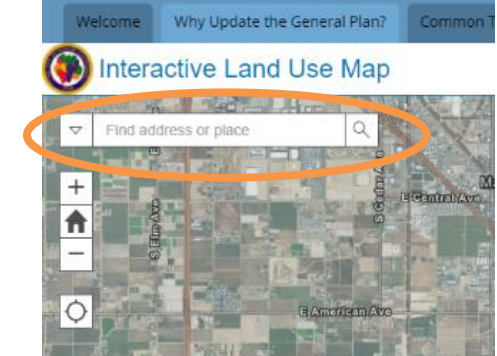 Welcome
Why Update the General Plan?
Common T
Interactive Land Use Map
Find address or place
S Elm Ave
S Cedar Ave
Ma
E Central Ave
E American Ave